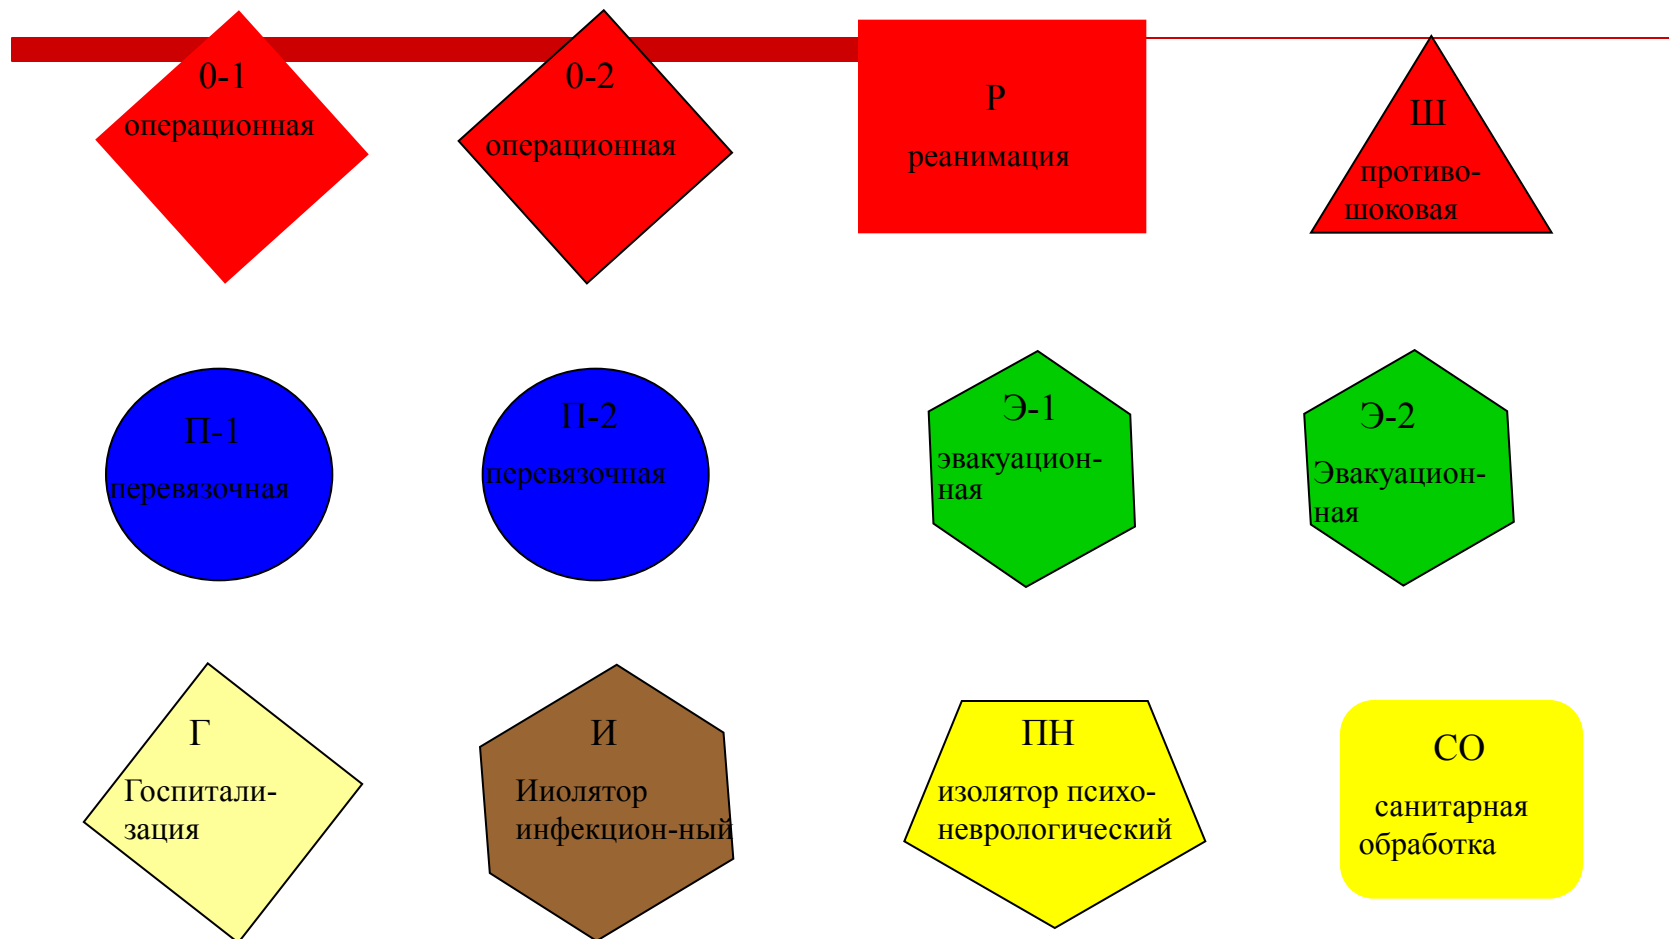 0-1
операционная
0-2
операционная
Р
реанимация
Ш
противо-
шоковая
П-1
перевязочная
П-2
перевязочная
Э-1
эвакуацион-
ная
Э-2
Эвакуацион-
ная
Г
Госпитали-
зация
И
Ииолятор
инфекцион-ный
ПН
изолятор психо-
неврологический
СО
санитарная
обработка